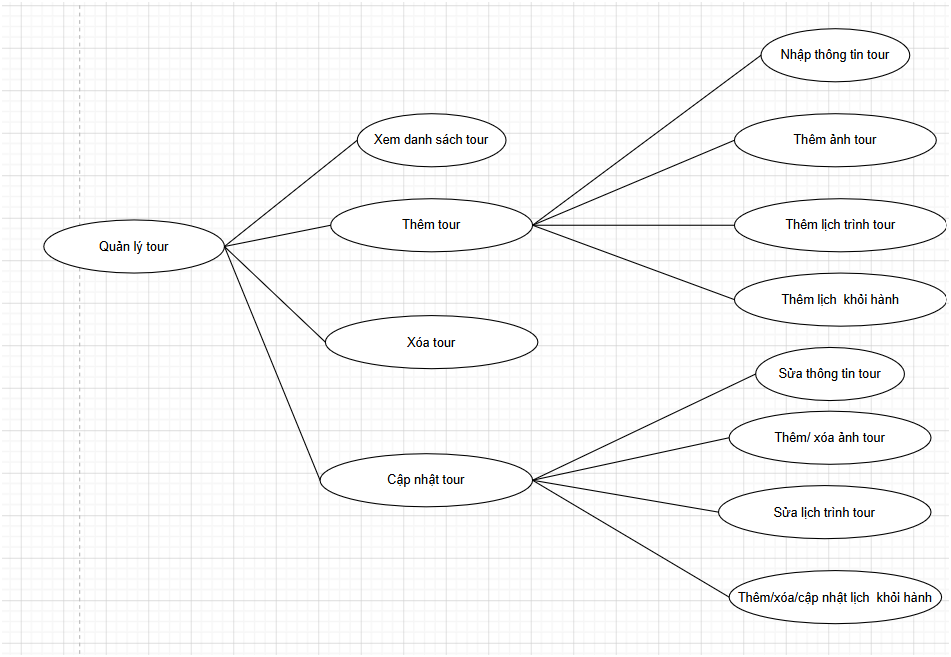 Nhập thông tin tour
Xem danh sách tour
Thêm ảnh tour
Thêm tour
Thêm lịch trình tour
Quản lý tour
Thêm lịch  khỏi hành
Xóa tour
Sửa thông tin tour
Thêm/ xóa ảnh tour
Cập nhật tour
Sửa lịch trình tour
Thêm/xóa/cập nhật lịch  khỏi hành